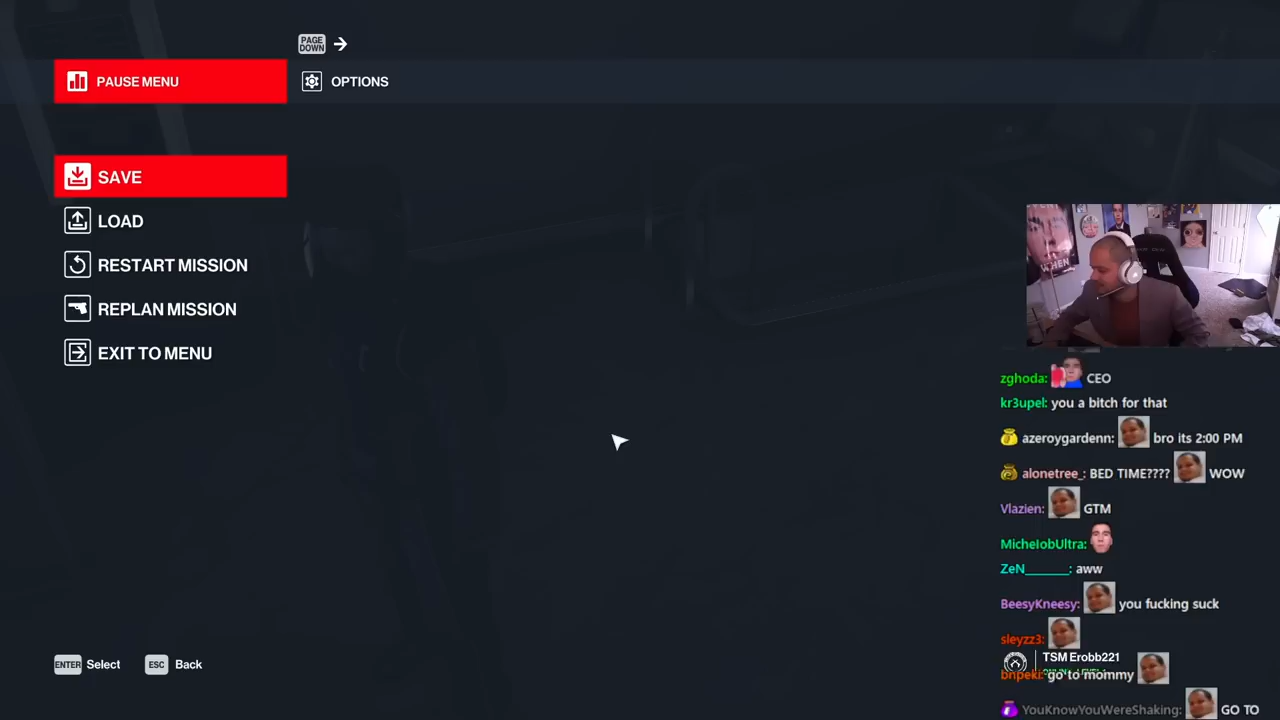 PAGE DOWN
PAUSE MENU
OPTIONS
SAVE
LOAD
RESTART MISSION
REPLAN MISSION
EXIT TO MENU
ENTER Select
ESC Back
WHEN
zghoda: CEO
kr3upel: you a bitch for that
azeroygardenn: bro its 2:00 PM
alonetree_: BED TIME???? WOW
Vlazien: GTM
MichelobUltra:
ZeN_______: aww
BeesyKneesy: you fucking suck
sleyzz3:
TSM Erobb221
bnpeki: go to mommy
YouKnowYouWereShaking: GO TO